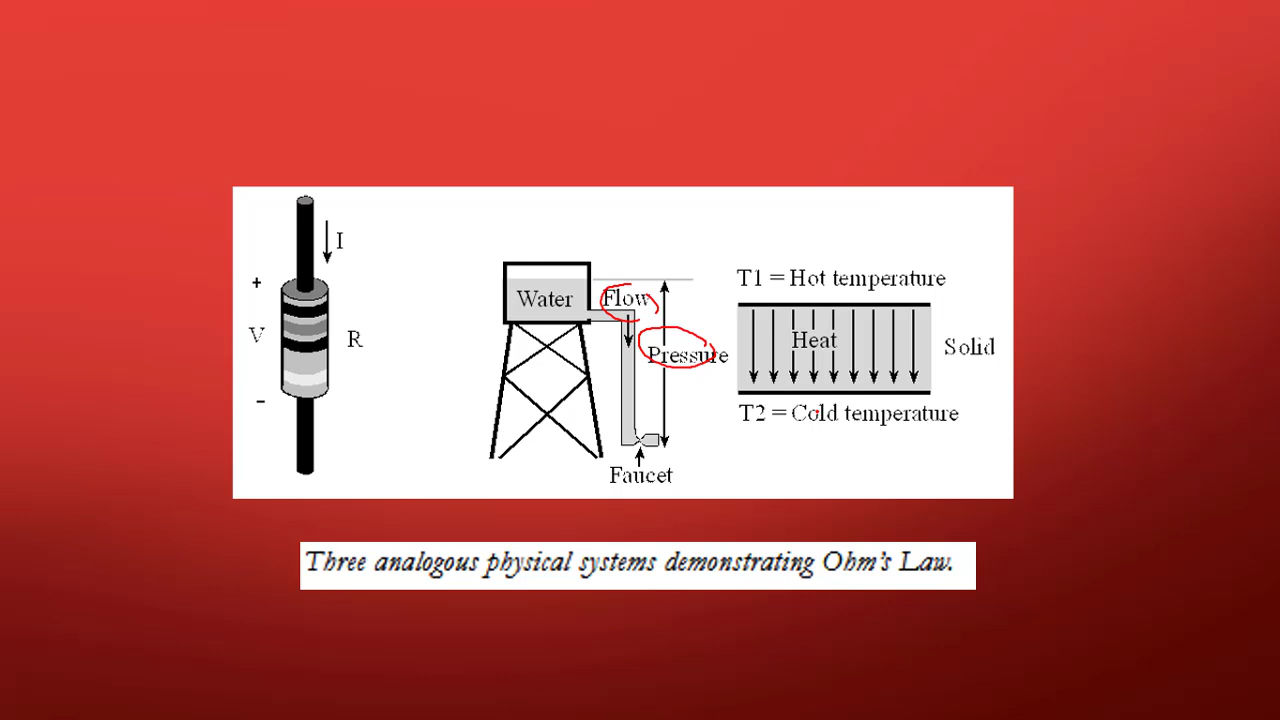 I
+
V
R
-
Water
Flow
Pressure
Faucet
T1 = Hot temperature
Heat
Solid
T2 = Cold temperature
Three analogous physical systems demonstrating Ohm's Law.